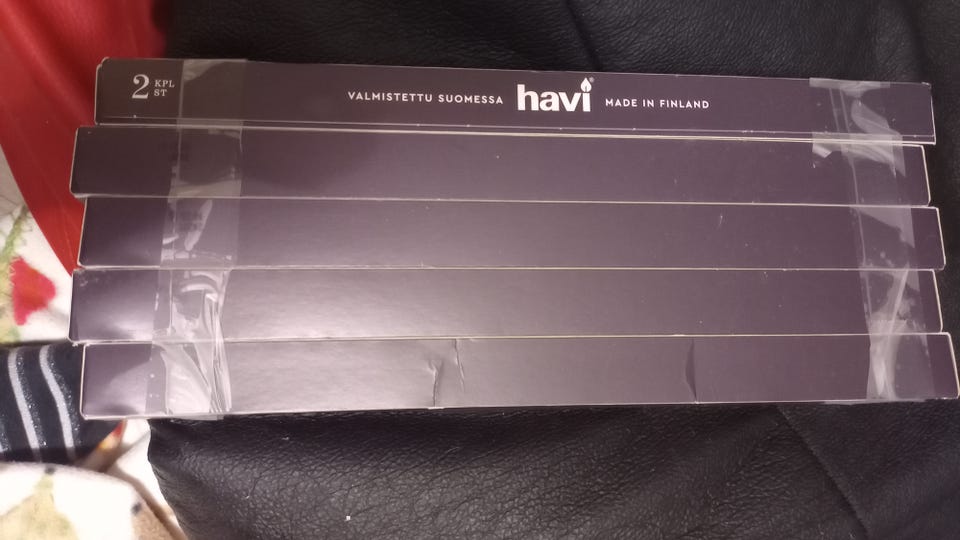 2 KPL
ST
VALMISTETTU SUOMESSA havi® MADE IN FINLAND